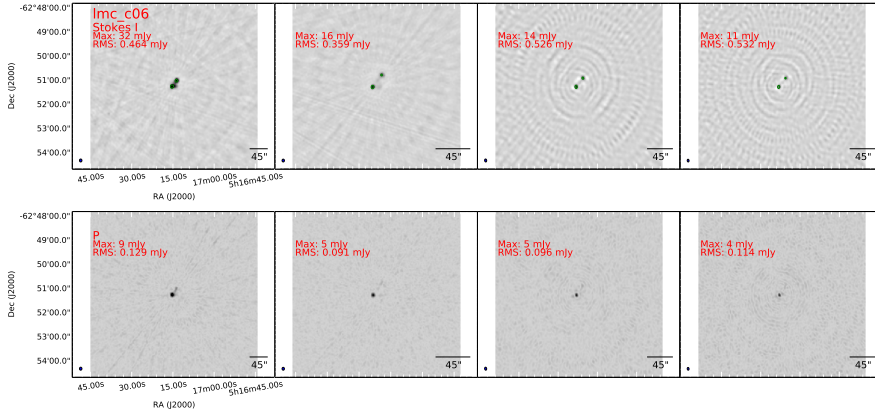 -62°48'00.0"
49'00.0"
50'00.0"
51'00.0"
52'00.0"
53'00.0"
54'00.0"
Dec (J2000)
lmc_c06
Stokes I
Max: 32 mJy
RMS: 0.464 mJy
45"
Max: 16 mJy
RMS: 0.359 mJy
45"
Max: 14 mJy
RMS: 0.526 mJy
45"
Max: 11 mJy
RMS: 0.532 mJy
45"
45.00s 30.00s 15.00s 17m00.00s 5h16m45.00s
RA (J2000)
-62°48'00.0"
49'00.0"
50'00.0"
51'00.0"
52'00.0"
53'00.0"
54'00.0"
Dec (J2000)
P
Max: 9 mJy
RMS: 0.129 mJy
45"
Max: 5 mJy
RMS: 0.091 mJy
45"
Max: 5 mJy
RMS: 0.096 mJy
45"
Max: 4 mJy
RMS: 0.114 mJy
45"
45.00s 30.00s 15.00s 17m00.00s 5h16m45.00s
RA (J2000)